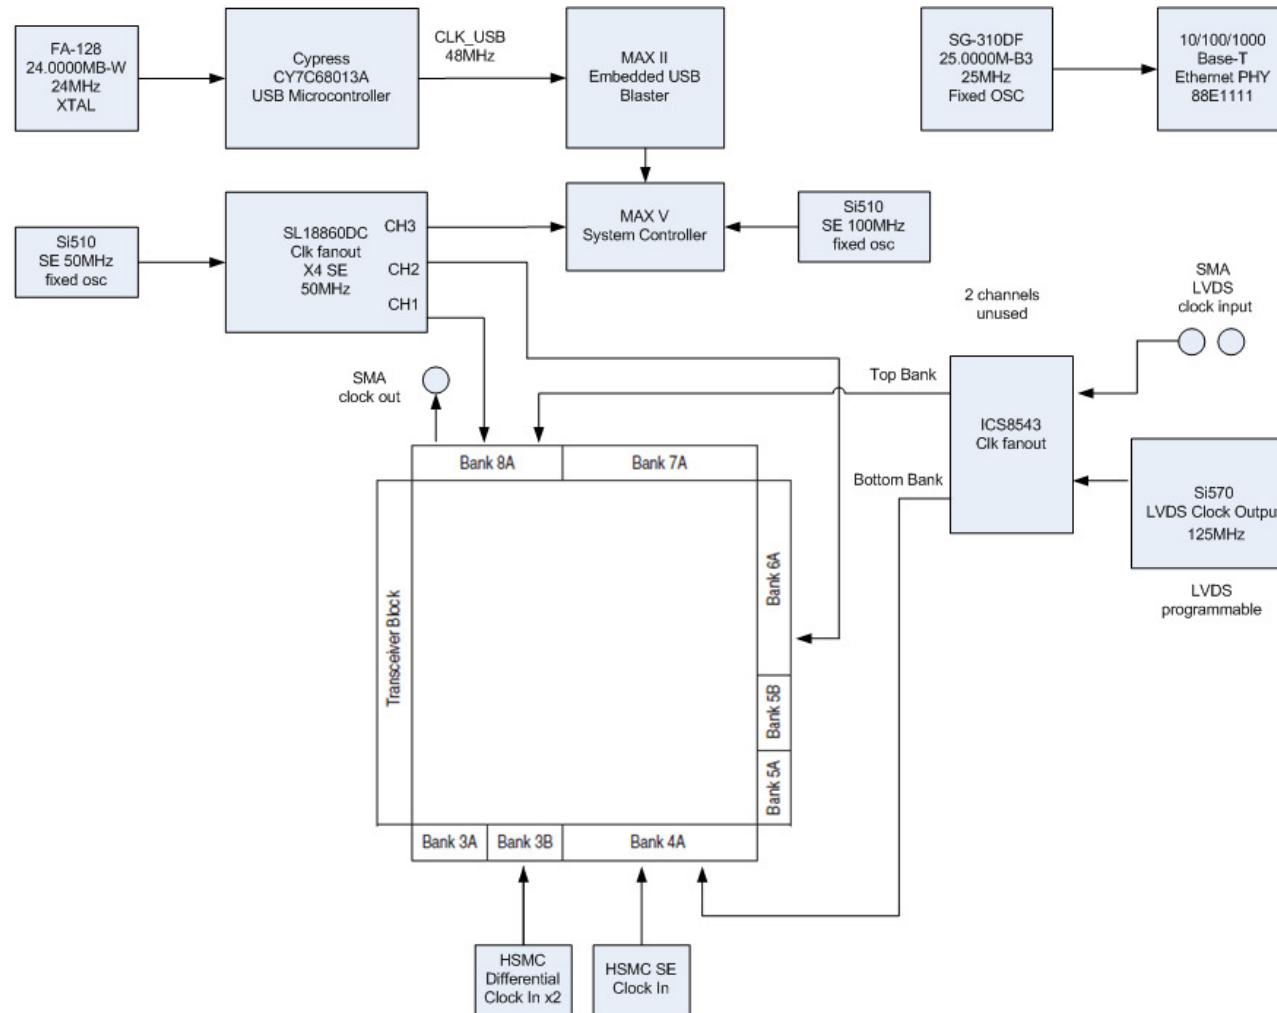 FA-128
24.0000MB-W
24MHz
XTAL
Cypress
CY7C68013A
USB Microcontroller
CLK_USB
48MHz
MAX II
Embedded USB
Blaster
SG-310DF
25.0000M-B3
25MHz
Fixed OSC
10/100/1000
Base-T
Ethernet PHY
88E1111
Si510
SE 50MHz
fixed osc
SL18860DC
Clk fanout
X4 SE
50MHz
CH3
CH2
CH1
MAX V
System Controller
Si510
SE 100MHz
fixed osc
2 channels
unused
SMA
LVDS
clock input
SMA
clock out
Top Bank
Bottom Bank
ICS8543
Clk fanout
Si570
LVDS Clock Output
125MHz
LVDS
programmable
Bank 8A
Bank 7A
Transceiver Block
Bank 6A
Bank 5B
Bank 5A
Bank 3A
Bank 3B
Bank 4A
HSMC
Differential
Clock In x2
HSMC SE
Clock In